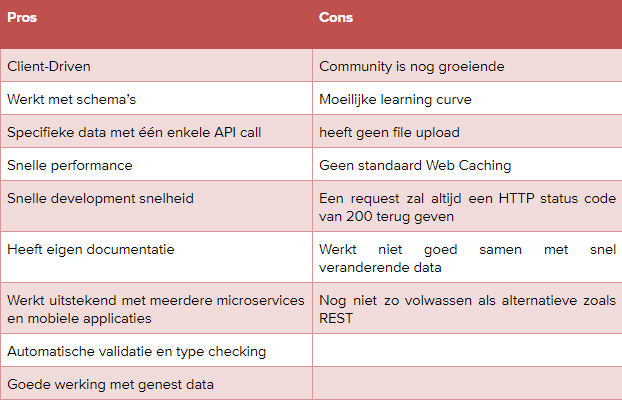 Pros Cons
Client-Driven Community is nog groeiende
Werkt met schema's Moeilijke learning curve
Specifieke data met één enkele API call heeft geen file upload
Snelle performance Geen standaard Web Caching
Snelle development snelheid Een request zal altijd een HTTP status code
van 200 terug geven
Heeft eigen documentatie Werkt niet goed samen met snel
veranderende data
Werkt uitstekend met meerdere microservices Nog niet zo volwassen als alternatieve zoals
en mobiele applicaties REST
Automatische validatie en type checking
Goede werking met genest data